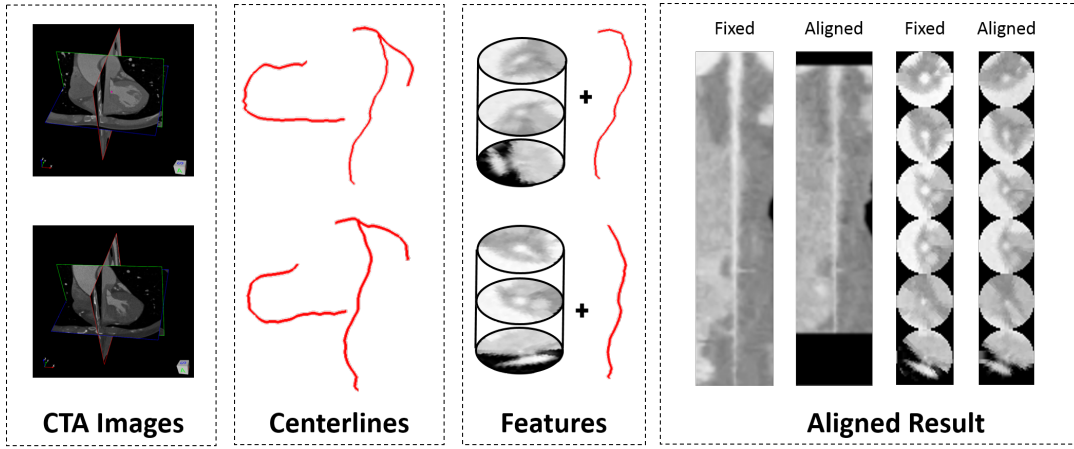 Fixed Aligned Fixed Aligned
+
+
CTA Images Centerlines Features Aligned Result